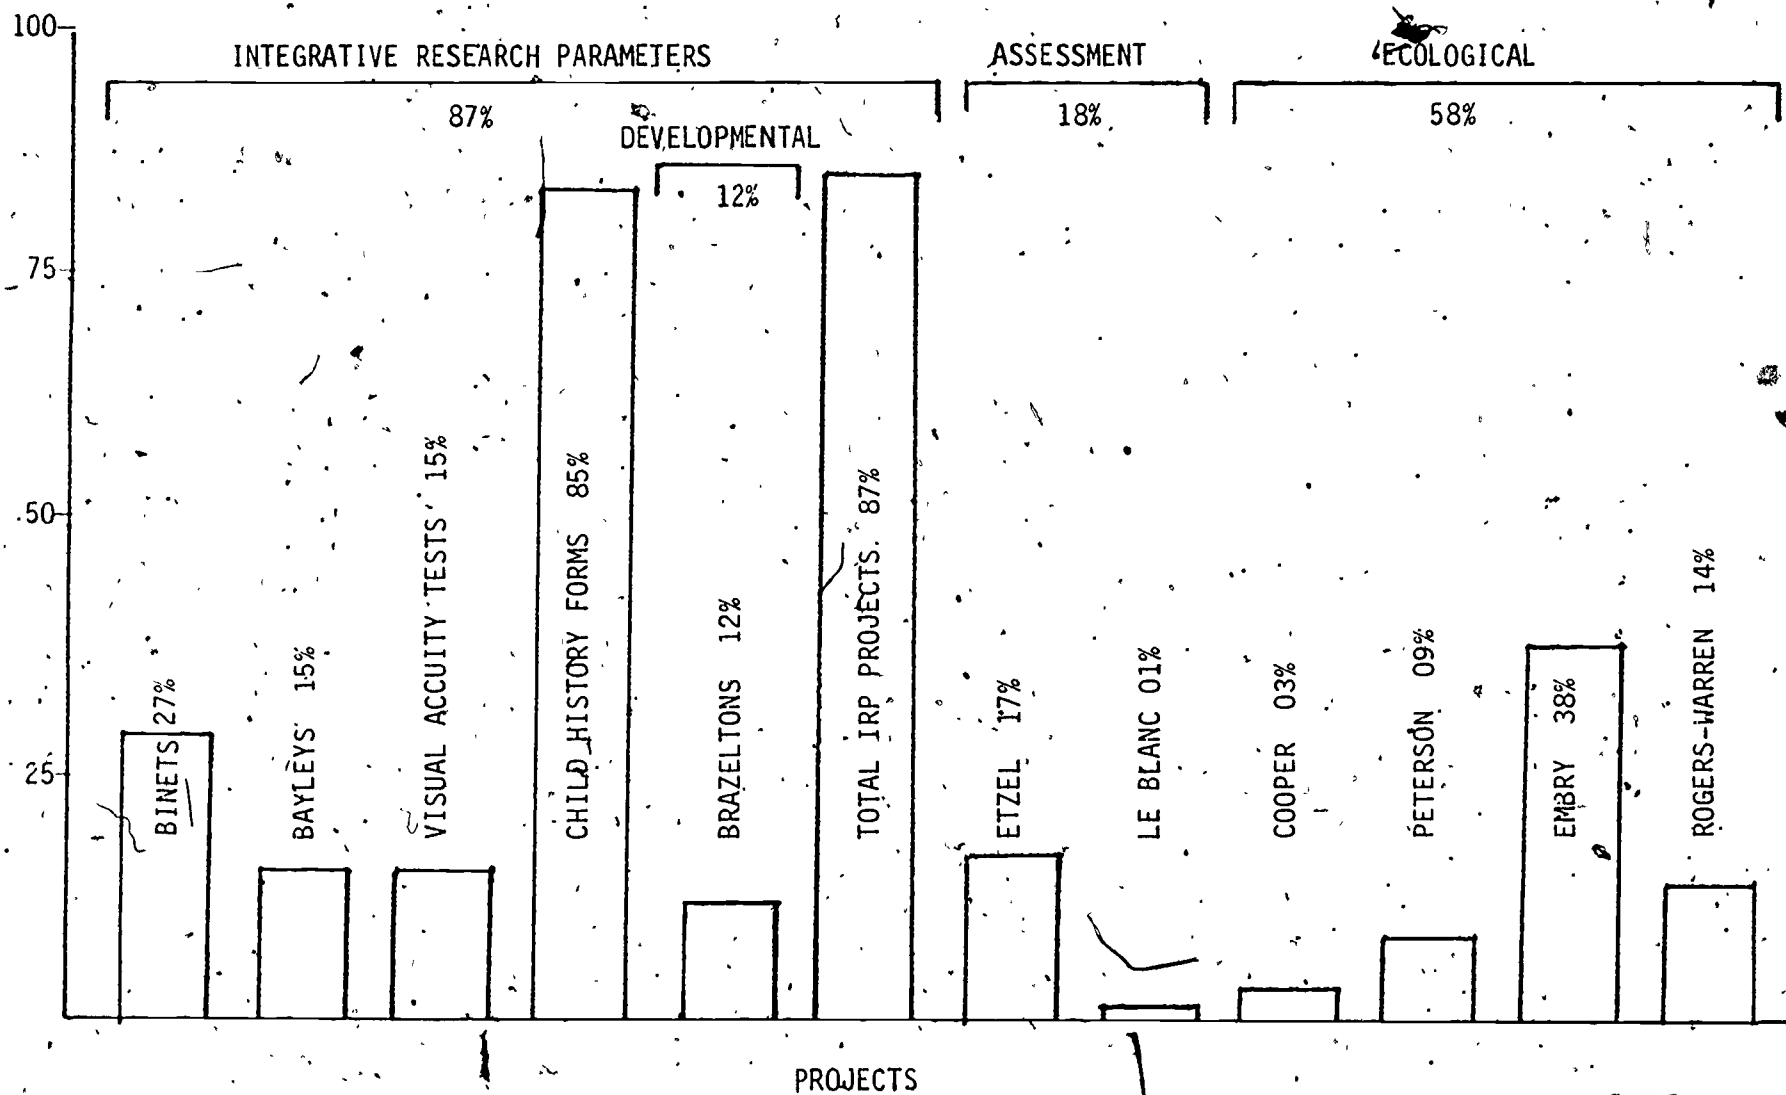 100
INTEGRATIVE RESEARCH PARAMETERS
87%
ASSESSMENT
18%
ECOLOGICAL
58%
DEVELOPMENTAL
12%
75
50
25
BINETS 27%
BAYLEYS 15%
VISUAL ACCUITY TESTS 15%
CHILD HISTORY FORMS 85%
BRAZELTONS 12%
TOTAL IRP PROJECTS. 87%
ETZEL 17%
LE BLANC 01%
COOPER 03%
PETERSON 09%
EMBRY 38%
ROGERS-WARREN 14%
PROJECTS